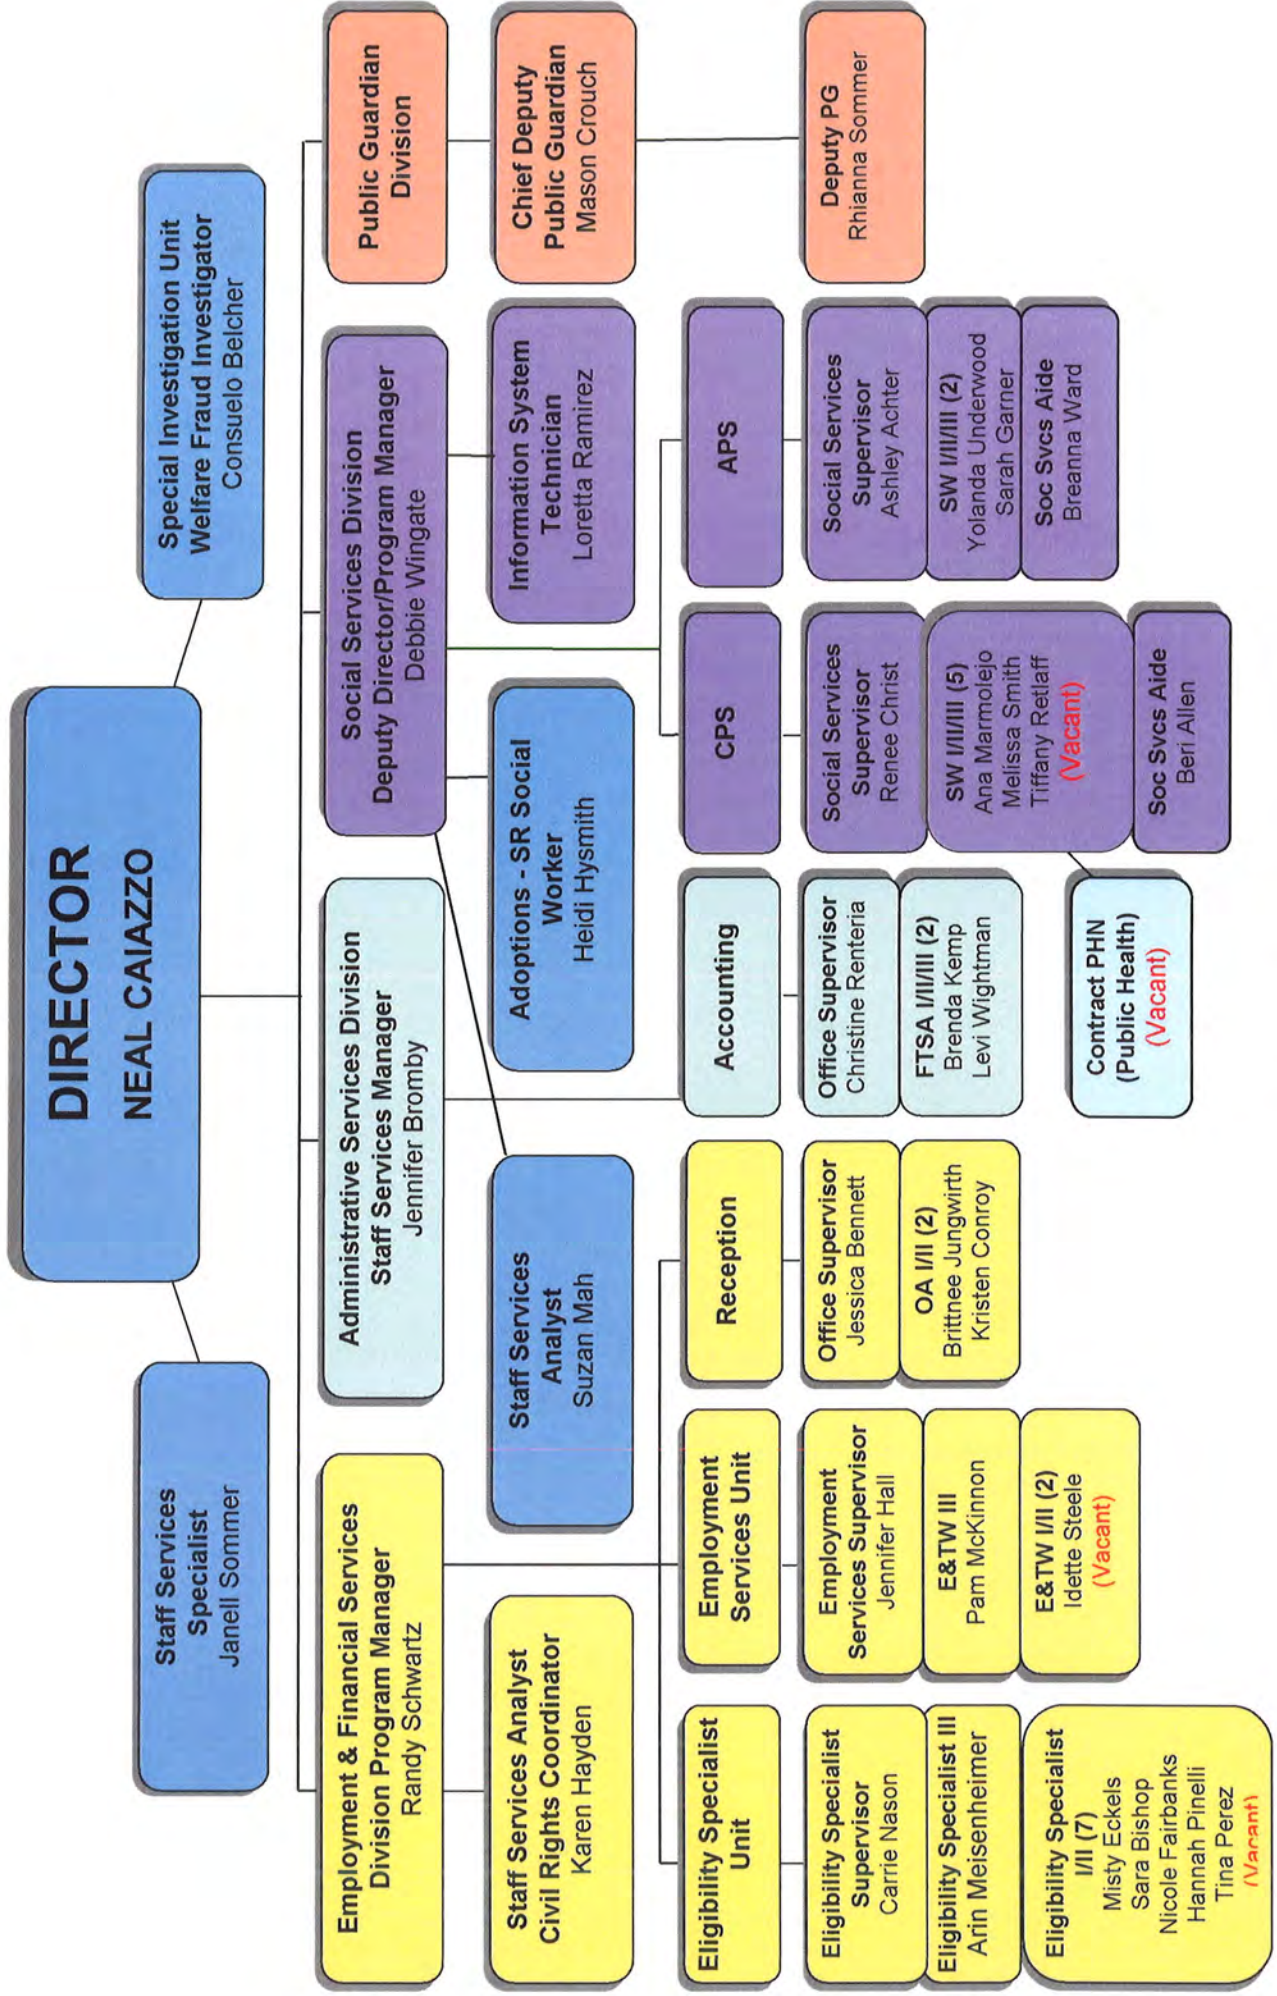 DIRECTOR
NEAL CAIAZZO
Staff Services
Specialist
Janell Sommer
Special Investigation Unit
Welfare Fraud Investigator
Consuelo Belcher
Employment & Financial Services
Division Program Manager
Randy Schwartz
Administrative Services Division
Staff Services Manager
Jennifer Bromby
Social Services Division
Deputy Director/Program Manager
Debbie Wingate
Public Guardian
Division
Staff Services Analyst
Civil Rights Coordinator
Karen Hayden
Staff Services
Analyst
Suzan Mah
Adoptions - SR Social
Worker
Heidi Hysmith
Information System
Technician
Loretta Ramirez
Chief Deputy
Public Guardian
Mason Crouch
Eligibility Specialist
Unit
Employment
Services Unit
Reception
Accounting
CPS
APS
Eligibility Specialist
Supervisor
Carrie Nason
Eligibility Specialist III
Arin Meisenheimer
Eligibility Specialist
I/II (7)
Misty Eckels
Sara Bishop
Nicole Fairbanks
Hannah Pinelli
Tina Perez
(Vacant)
Employment
Services Supervisor
Jennifer Hall
E&TW III
Pam McKinnon
E&TW I/II (2)
Idette Steele
(Vacant)
Office Supervisor
Jessica Bennett
OA I/II (2)
Brittnee Jungwirth
Kristen Conroy
Office Supervisor
Christine Renteria
FTSA I/II/III (2)
Brenda Kemp
Levi Wightman
Contract PHN
(Public Health)
(Vacant)
Social Services
Supervisor
Renee Christ
SW I/II/III (5)
Ana Marmolejo
Melissa Smith
Tiffany Retlaff
(Vacant)
Soc Svcs Aide
Beri Allen
Social Services
Supervisor
Ashley Achter
SW I/II/III (2)
Yolanda Underwood
Sarah Garner
Soc Svcs Aide
Breanna Ward
Deputy PG
Rhianna Sommer